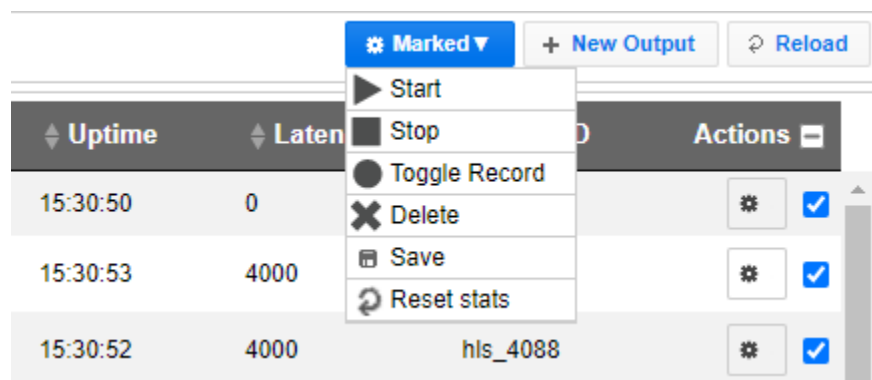 Marked ▼ + New Output Reload
Start
Uptime Laten D Actions
Stop
Toggle Record
15:30:50 0
Delete
Save
15:30:53 4000
Reset stats
15:30:52 4000 hls_4088